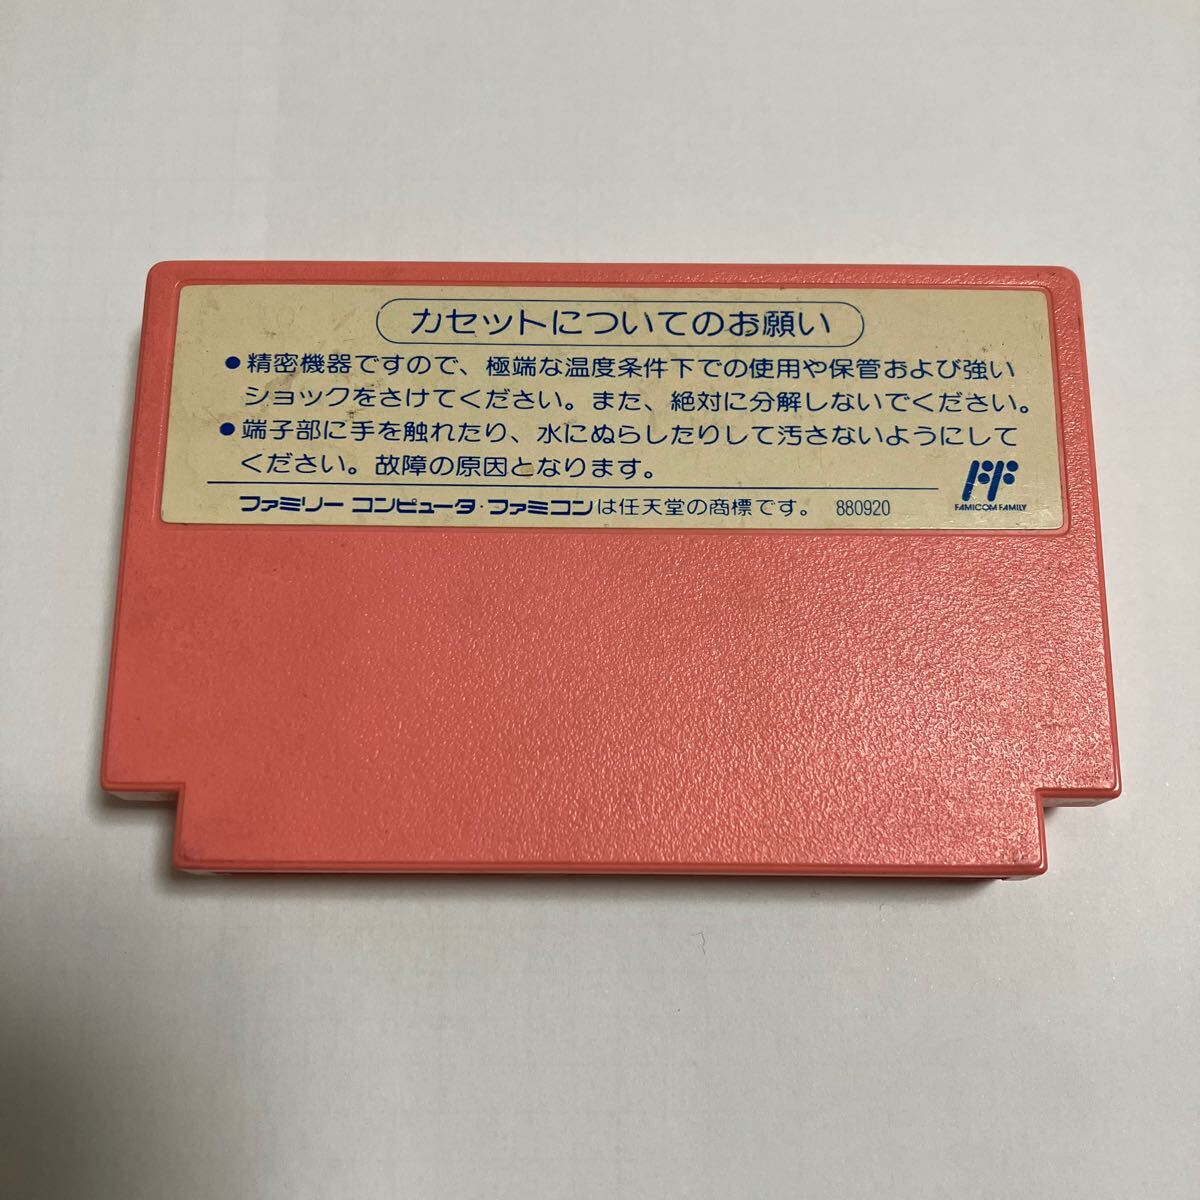 カセットについてのお願い
●精密機器ですので、極端な温度条件下での使用や保管および強い
ショックをさけてください。また、絶対に分解しないでください。
●端子部に手を触れたり、水にぬらしたりして汚さないようにして
ください。故障の原因となります。
ファミリー コンピュータ・ファミコンは任天堂の商標です。 880920
FF
FAMICOM FAMILY